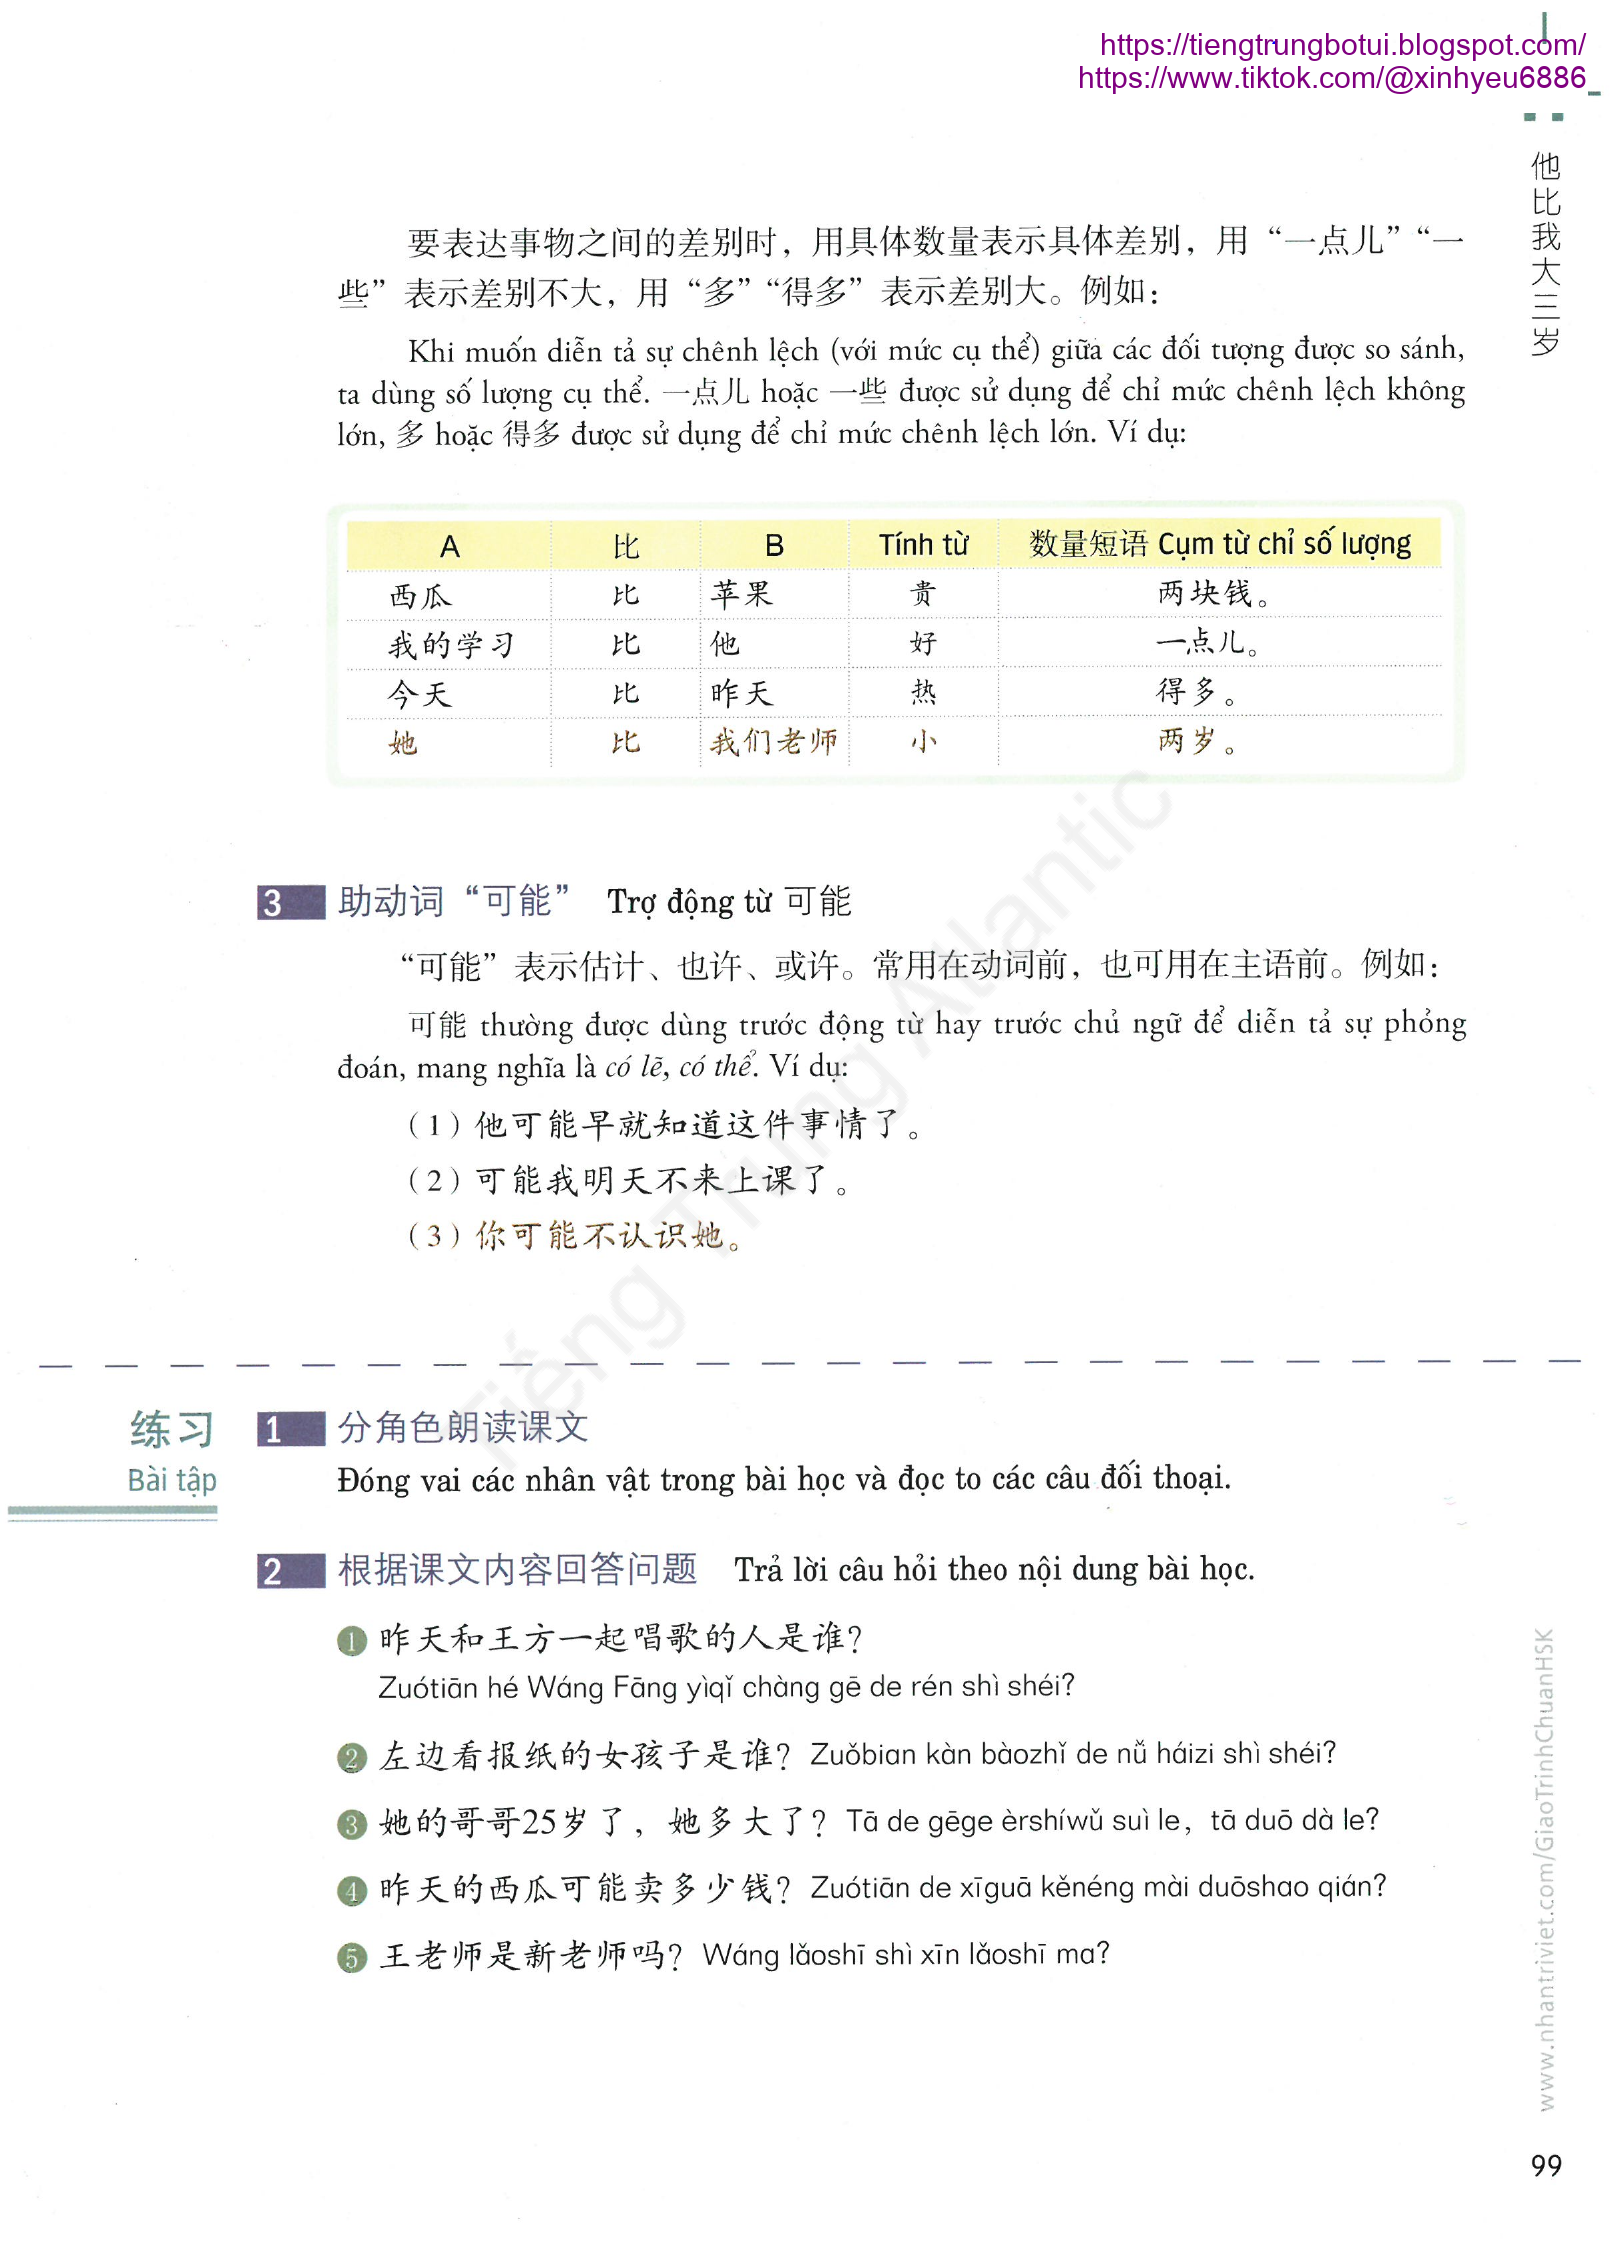 https://tiengtrungbotui.blogspot.com/
https://www.tiktok.com/@xinhyeu6886
他比我大三岁
要表达事物之间的差别时，用具体数量表示具体差别，用“一点儿”“一
些”表示差别不大，用“多”“得多”表示差别大。例如：
Khi muốn diễn tả sự chênh lệch (với mức cụ thể) giữa các đối tượng được so sánh,
ta dùng số lượng cụ thể. 一点儿 hoặc 一些 được sử dụng để chỉ mức chênh lệch không
lớn, 多 hoặc 得多 được sử dụng để chỉ mức chênh lệch lớn. Ví dụ:
A 比 B Tính từ 数量短语 Cụm từ chỉ số lượng
西瓜 比 苹果 贵 两块钱。
我的学习 比 他 好 一点儿。
今天 比 昨天 热 得多。
她 比 我们老师 小 两岁。
3 助动词“可能” Trợ động từ 可能
“可能”表示估计、也许、或许。常用在动词前，也可用在主语前。例如：
可能 thường được dùng trước động từ hay trước chủ ngữ để diễn tả sự phỏng
đoán, mang nghĩa là có lẽ, có thể. Ví dụ:
（1）他可能早就知道这件事情了。
（2）可能我明天不来上课了。
（3）你可能不认识她。
Tiếng Trung Atlantic
练习
Bài tập
1 分角色朗读课文
Đóng vai các nhân vật trong bài học và đọc to các câu đối thoại.
2 根据课文内容回答问题 Trả lời câu hỏi theo nội dung bài học.
1 昨天和王方一起唱歌的人是谁？
Zuótiān hé Wáng Fāng yìqǐ chàng gē de rén shì shéi?
2 左边看报纸的女孩子是谁？ Zuǒbian kàn bàozhǐ de nǚ háizi shì shéi?
3 她的哥哥25岁了，她多大了？ Tā de gēge èrshíwǔ suì le, tā duō dà le?
4 昨天的西瓜可能卖多少钱？ Zuótiān de xīguā kěnéng mài duōshao qián?
5 王老师是新老师吗？ Wáng lǎoshī shì xīn lǎoshī ma?
www.nhantriviet.com/GiaoTrinhChuanHSK
99